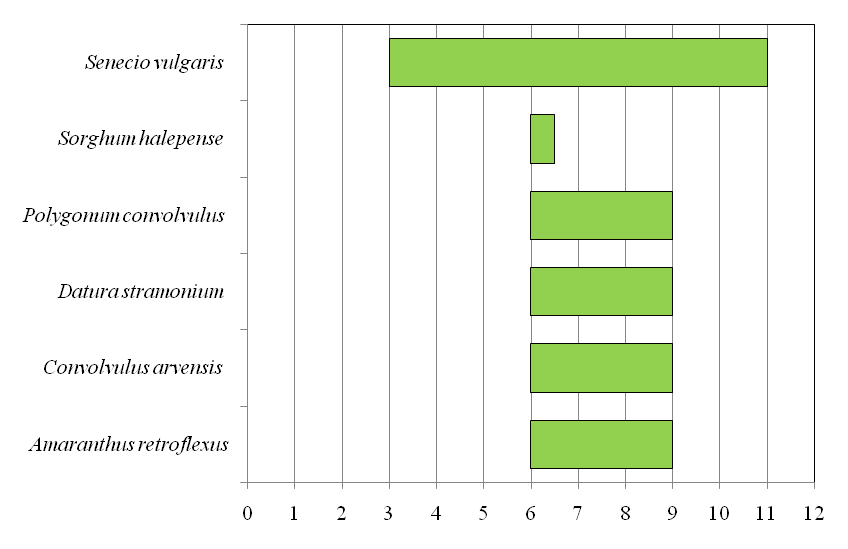 Senecio vulgaris
Sorghum halepense
Polygonum convolvulus
Datura stramonium
Convolvulus arvensis
Amaranthus retroflexus
0 1 2 3 4 5 6 7 8 9 10 11 12